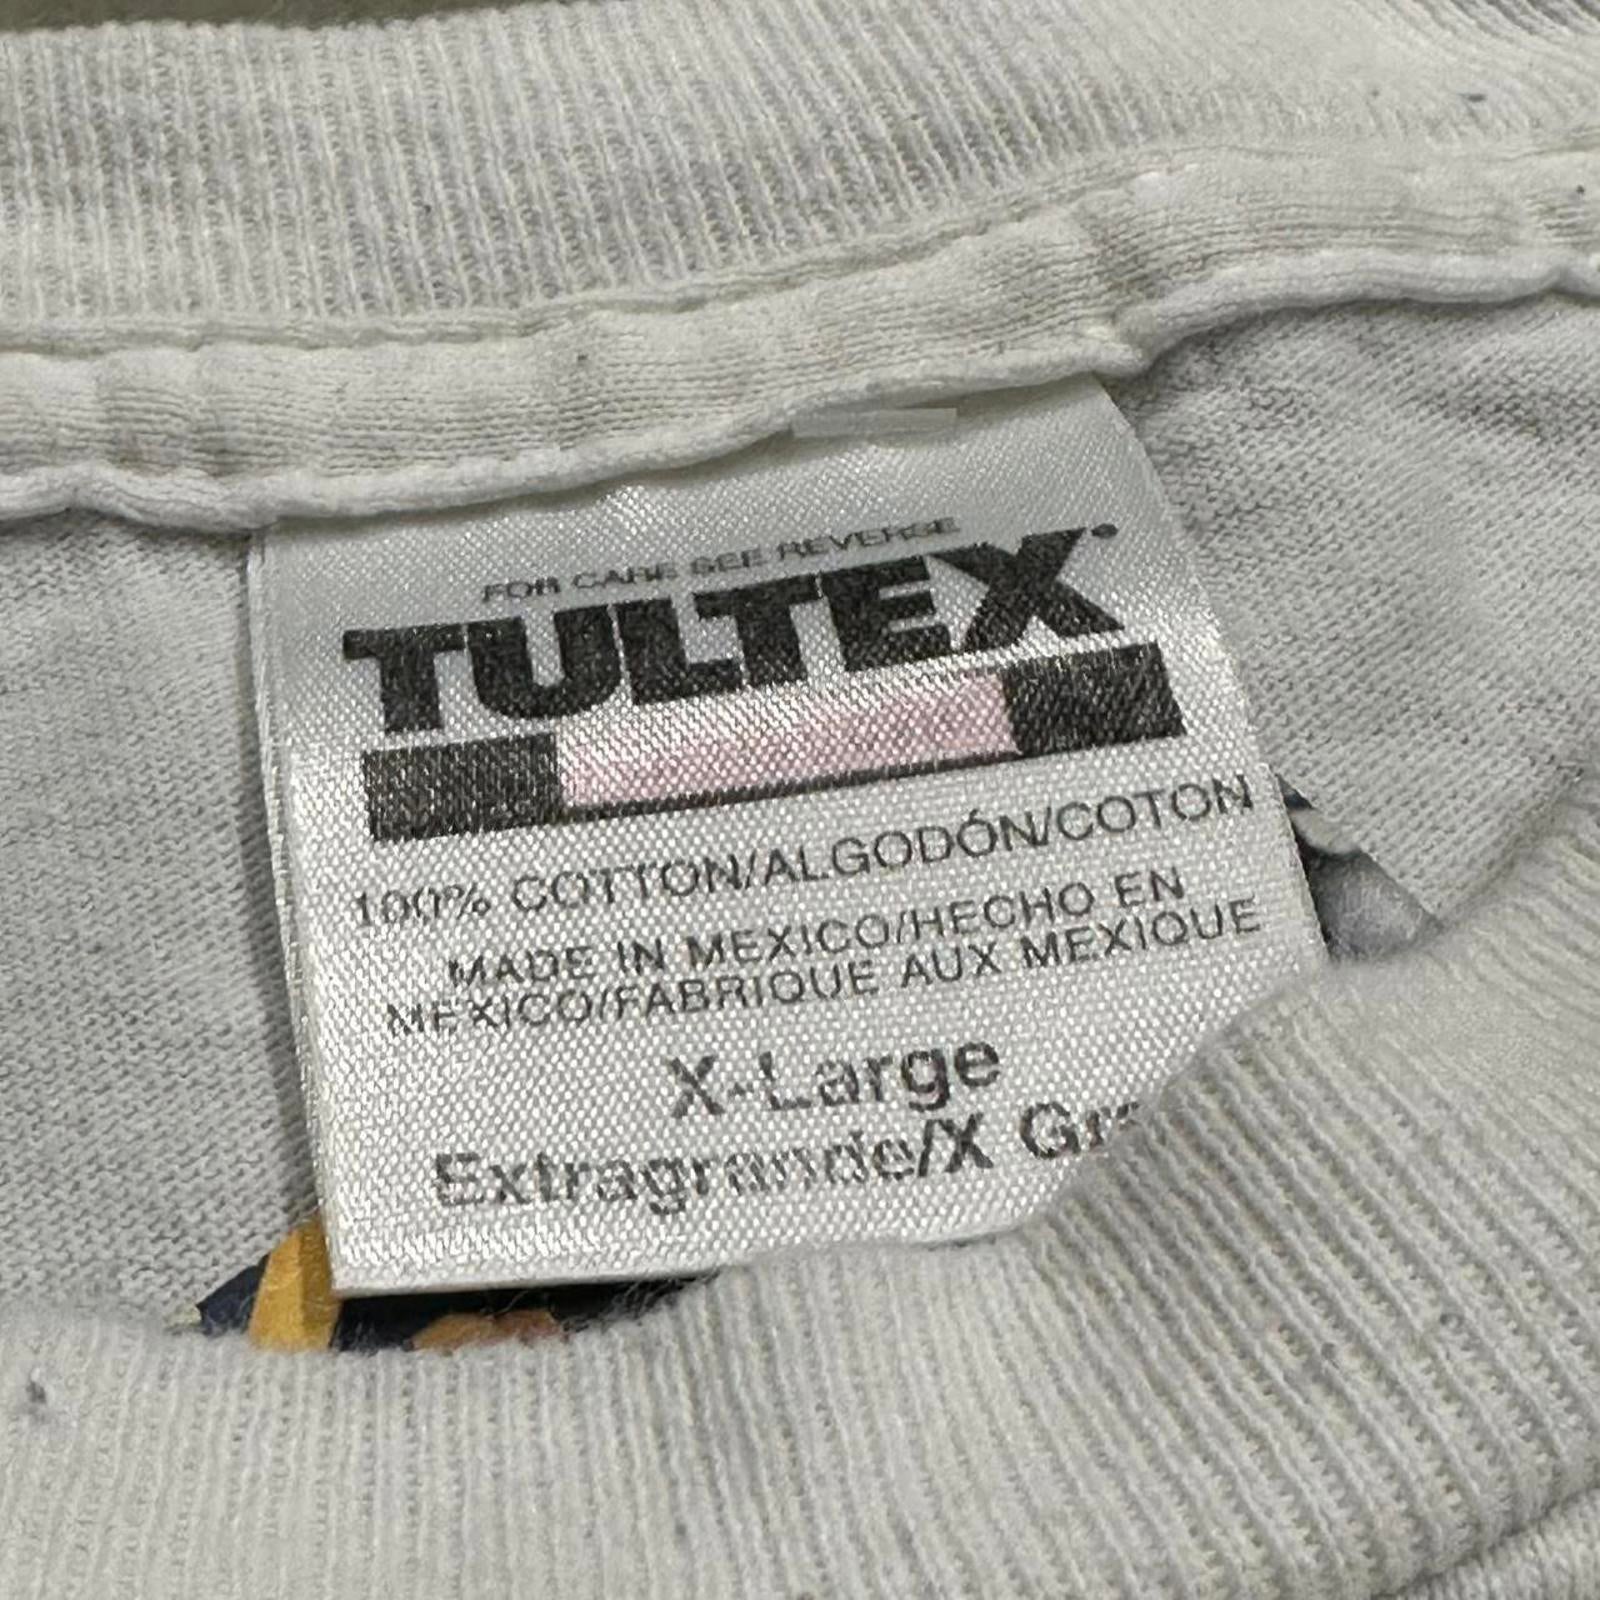 FOR CARE SEE REVERSE
TULTEX
100% COTTON/ALGODÓN/COTON
MADE IN MEXICO/HECHO EN
MEXICO/FABRIQUE AUX MEXIQUE
X-Large
Extragrande/X